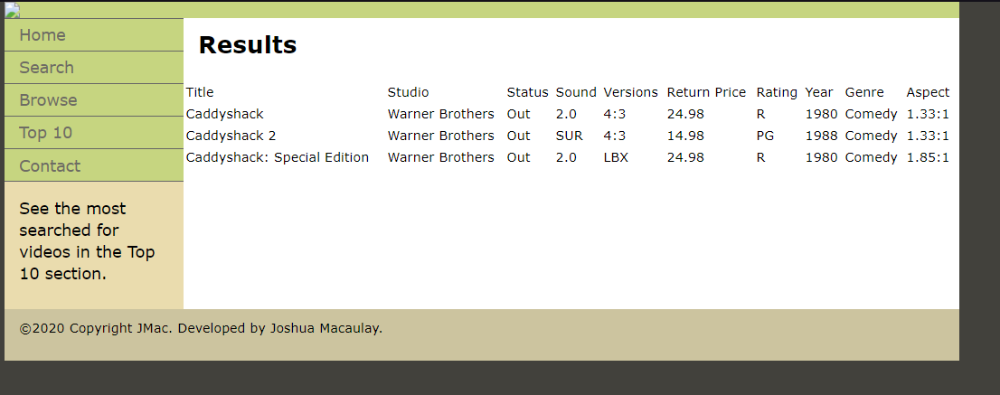 Home
Search
Browse
Top 10
Contact
See the most
searched for
videos in the Top
10 section.
Results
Title Studio Status Sound Versions Return Price Rating Year Genre Aspect
Caddyshack Warner Brothers Out 2.0 4:3 24.98 R 1980 Comedy 1.33:1
Caddyshack 2 Warner Brothers Out SUR 4:3 14.98 PG 1988 Comedy 1.33:1
Caddyshack: Special Edition Warner Brothers Out 2.0 LBX 24.98 R 1980 Comedy 1.85:1
©2020 Copyright JMac. Developed by Joshua Macaulay.